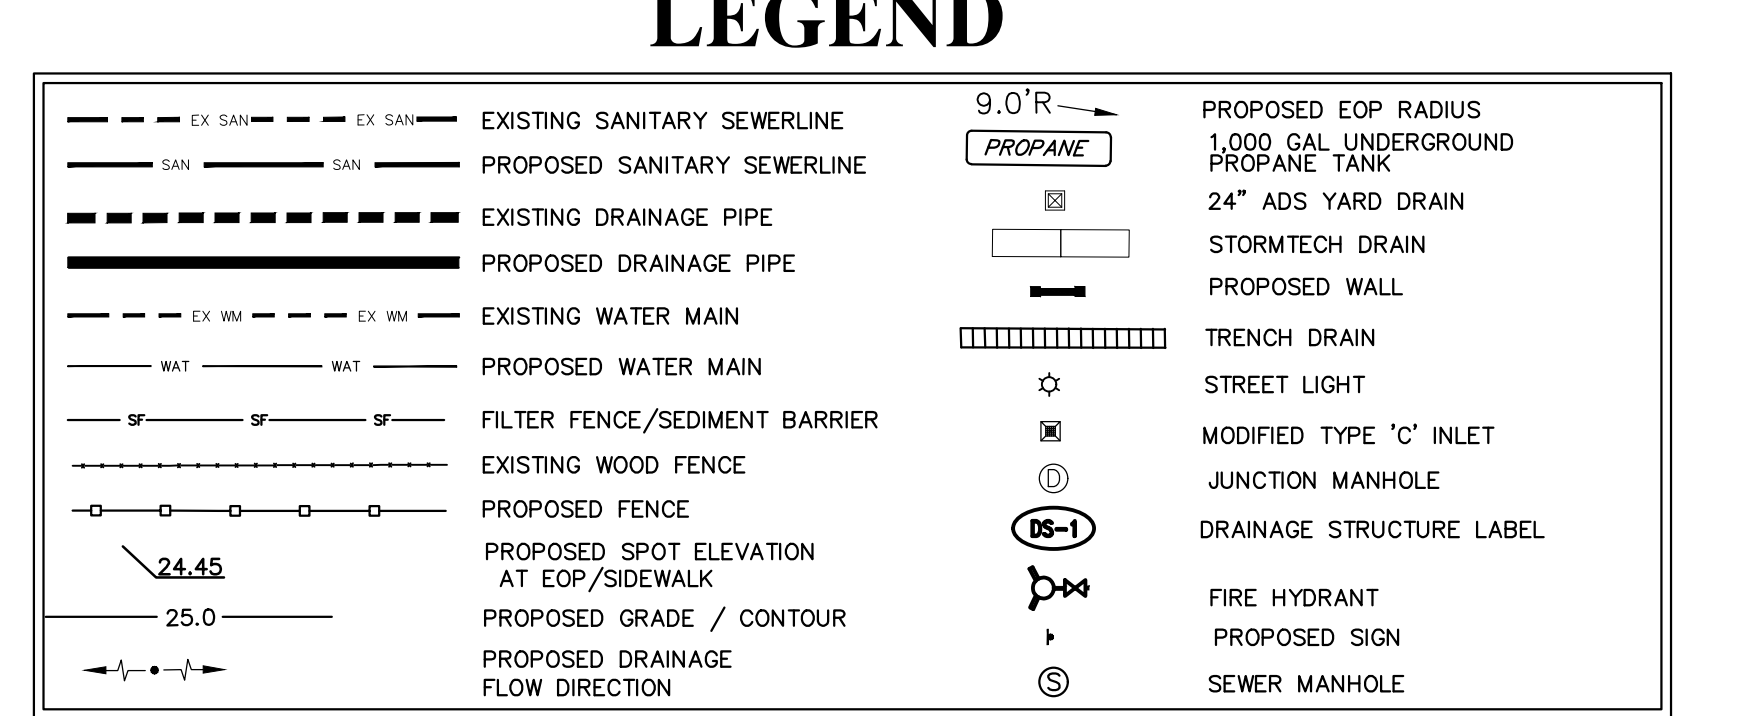 LEGEND
EX SAN EX SAN EXISTING SANITARY SEWERLINE
SAN SAN PROPOSED SANITARY SEWERLINE
EXISTING DRAINAGE PIPE
PROPOSED DRAINAGE PIPE
EX WM EX WM EXISTING WATER MAIN
WAT WAT PROPOSED WATER MAIN
SF SF SF FILTER FENCE/SEDIMENT BARRIER
EXISTING WOOD FENCE
PROPOSED FENCE
24.45 PROPOSED SPOT ELEVATION
AT EOP/SIDEWALK
25.0 PROPOSED GRADE / CONTOUR
PROPOSED DRAINAGE
FLOW DIRECTION
9.0'R PROPOSED EOP RADIUS
PROPANE 1,000 GAL UNDERGROUND
PROPANE TANK
24" ADS YARD DRAIN
STORMTECH DRAIN
PROPOSED WALL
TRENCH DRAIN
STREET LIGHT
MODIFIED TYPE 'C' INLET
D JUNCTION MANHOLE
DS-1 DRAINAGE STRUCTURE LABEL
FIRE HYDRANT
PROPOSED SIGN
S SEWER MANHOLE